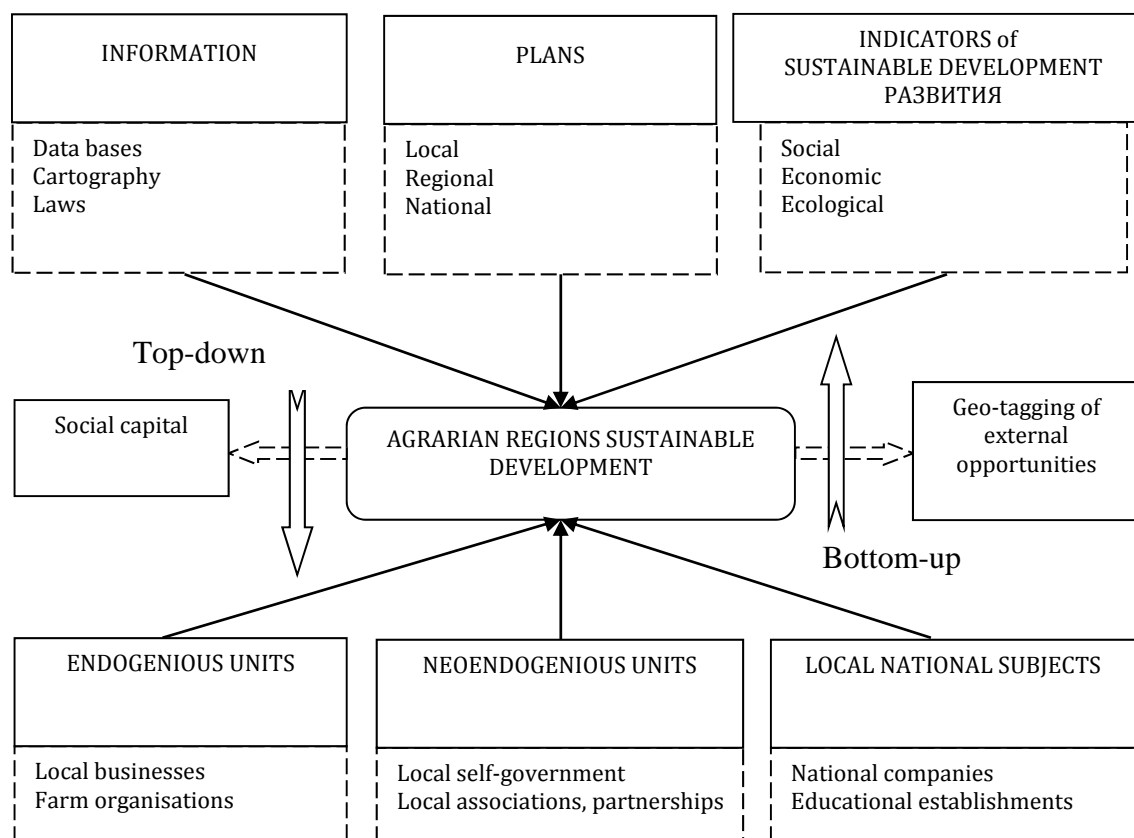 INFORMATION
PLANS
INDICATORS of
SUSTAINABLE DEVELOPMENT
РАЗВИТИЯ
Data bases
Cartography
Laws
Local
Regional
National
Social
Economic
Ecological
Top-down
Social capital
AGRARIAN REGIONS SUSTAINABLE
DEVELOPMENT
Geo-tagging of
external
opportunities
Bottom-up
ENDOGENIOUS UNITS
NEOENDOGENIOUS UNITS
LOCAL NATIONAL SUBJECTS
Local businesses
Farm organisations
Local self-government
Local associations, partnerships
National companies
Educational establishments